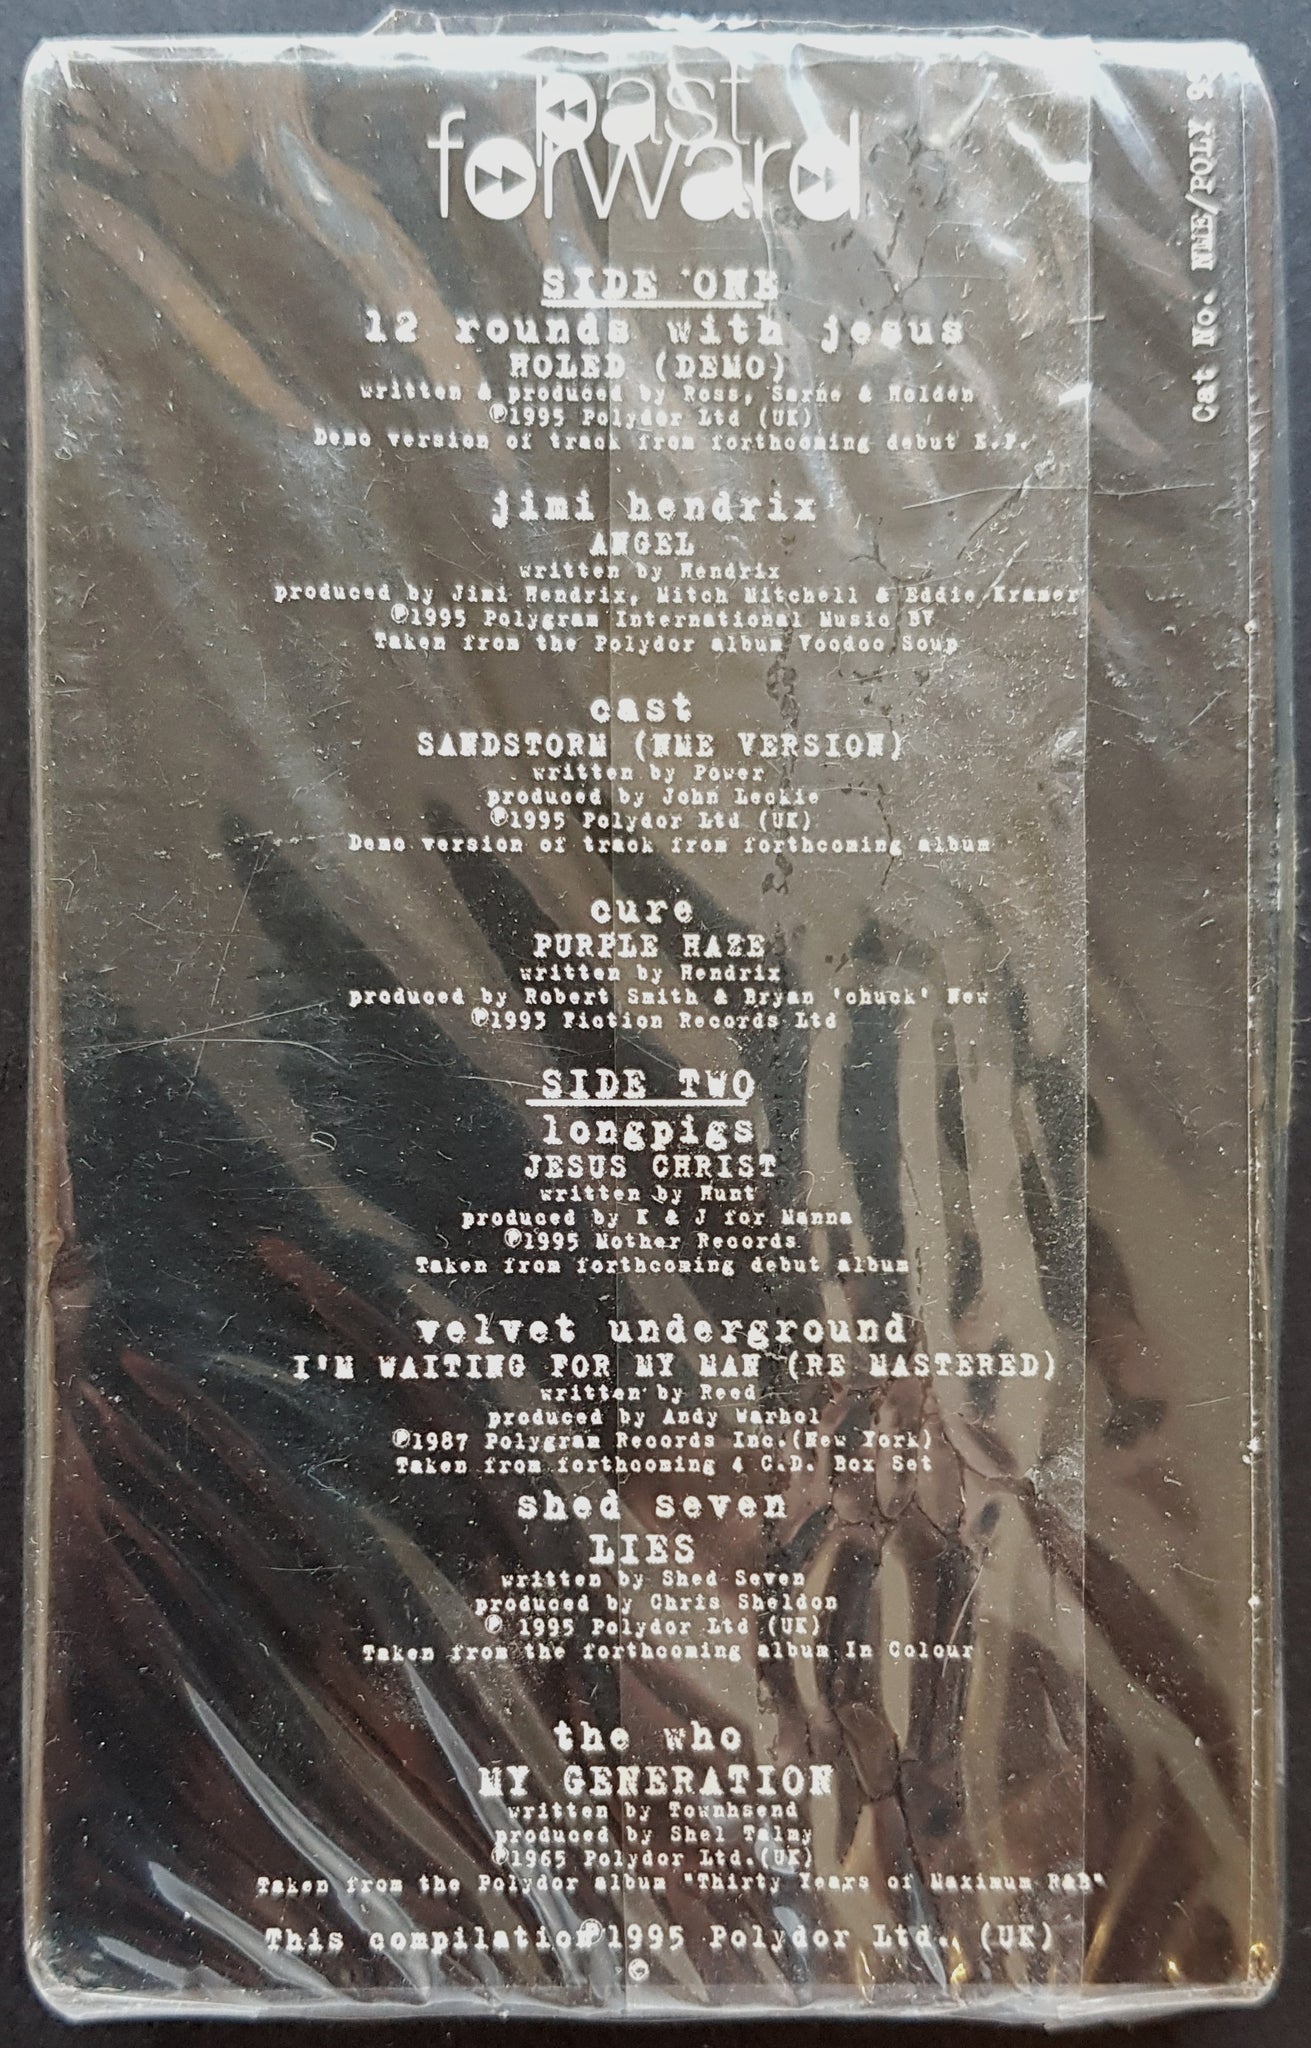 past
forward
SIDE ONE
12 rounds with jesus
HOLED (DEMO)
written & produced by Ross, Sarne & Holden
℗1995 Polydor Ltd (UK)
Demo version of track from forthcoming debut E.P.
jimi hendrix
ANGEL
written by Hendrix
produced by Jimi Hendrix, Mitch Mitchell & Eddie Kramer
℗1995 Polygram International Music BV
Taken from the Polydor album Voodoo Soup
cast
SANDSTORM (NME VERSION)
written by Power
produced by John Leckie
℗1995 Polydor Ltd (UK)
Demo version of track from forthcoming album
cure
PURPLE HAZE
written by Hendrix
produced by Robert Smith & Bryan 'chuck' New
℗1993 Fiction Records Ltd
SIDE TWO
longpigs
JESUS CHRIST
written by Hunt
produced by K & J for Manna
℗1995 Mother Records
Taken from forthcoming debut album
velvet underground
I'M WAITING FOR MY MAN (RE MASTERED)
written by Reed
produced by Andy Warhol
℗1987 Polygram Records Inc.(New York)
Taken from forthcoming 4 C.D. Box Set
shed seven
LIES
written by Shed Seven
produced by Chris Sheldon
℗ 1995 Polydor Ltd (UK)
Taken from the forthcoming album In Colour
the who
MY GENERATION
written by Townhsend
produced by Shel Talmy
℗1965 Polydor Ltd.(UK)
Taken from the Polydor album "Thirty Years of Maximum R&B"
This compilation℗1995 Polydor Ltd. (UK)
©
Cat No. NME/POLY